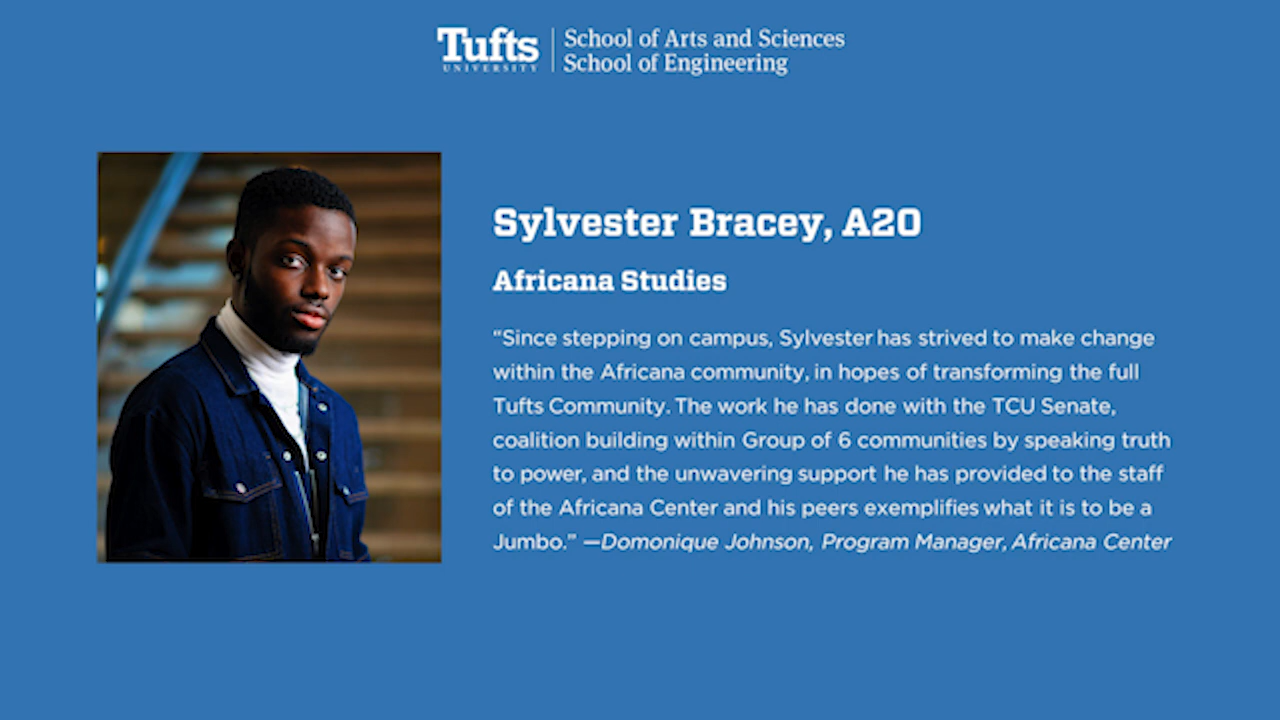 Tufts
UNIVERSITY
School of Arts and Sciences
School of Engineering
Sylvester Bracey, A20
Africana Studies
“Since stepping on campus, Sylvester has strived to make change
within the Africana community, in hopes of transforming the full
Tufts Community. The work he has done with the TCU Senate,
coalition building within Group of 6 communities by speaking truth
to power, and the unwavering support he has provided to the staff
of the Africana Center and his peers exemplifies what it is to be a
Jumbo.” —Domonique Johnson, Program Manager, Africana Center